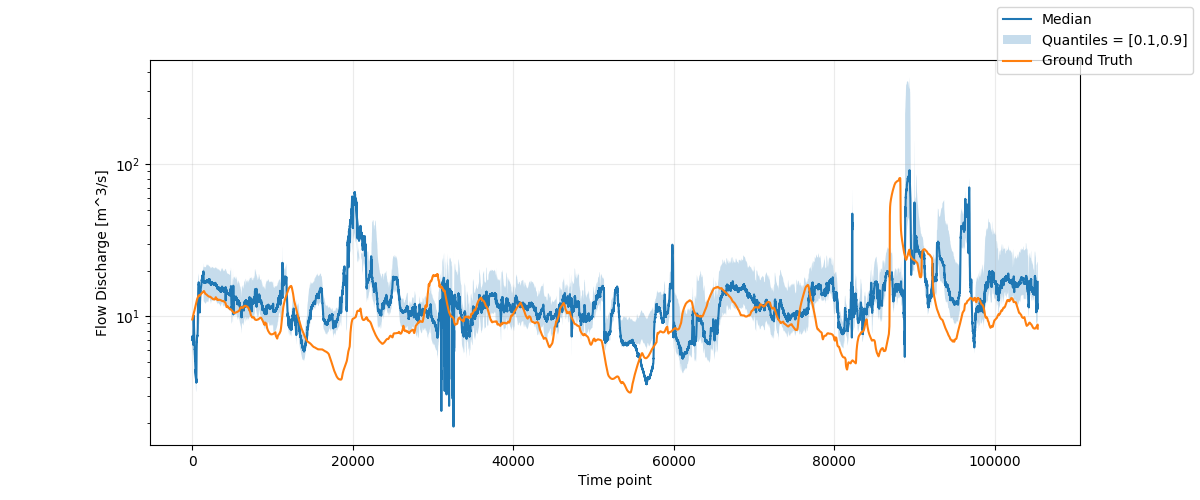 Median
Quantiles = [0.1,0.9]
Ground Truth
10²
10¹
Flow Discharge [m^3/s]
0 20000 40000 60000 80000 100000
Time point